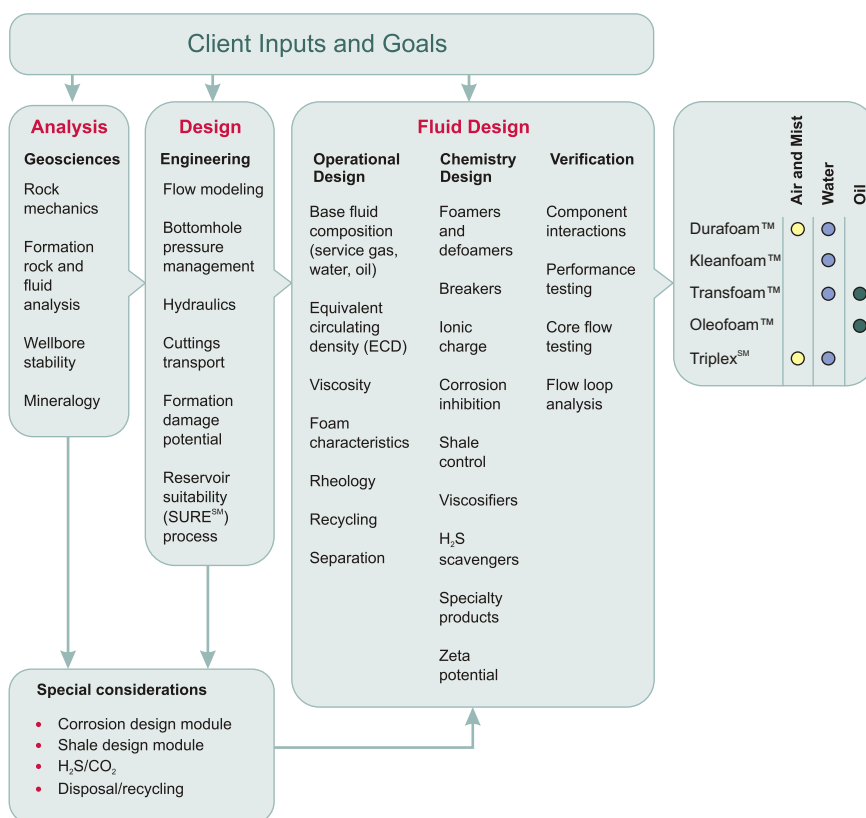 Client Inputs and Goals
Analysis
Geosciences
Rock
mechanics
Formation
rock and
fluid
analysis
Wellbore
stability
Mineralogy
Design
Engineering
Flow modeling
Bottomhole
pressure
management
Hydraulics
Cuttings
transport
Formation
damage
potential
Reservoir
suitability
(SURE℠)
process
Fluid Design
Operational
Design
Base fluid
composition
(service gas,
water, oil)
Equivalent
circulating
density (ECD)
Viscosity
Foam
characteristics
Rheology
Recycling
Separation
Chemistry
Design
Foamers
and
defoamers
Breakers
Ionic
charge
Corrosion
inhibition
Shale
control
Viscosifiers
H₂S
scavengers
Specialty
products
Zeta
potential
Verification
Component
interactions
Performance
testing
Core flow
testing
Flow loop
analysis
Air and Mist
Water
Oil
Durafoam™
Kleanfoam™
Transfoam™
Oleofoam™
Triplex℠
Special considerations
• Corrosion design module
• Shale design module
• H₂S/CO₂
• Disposal/recycling